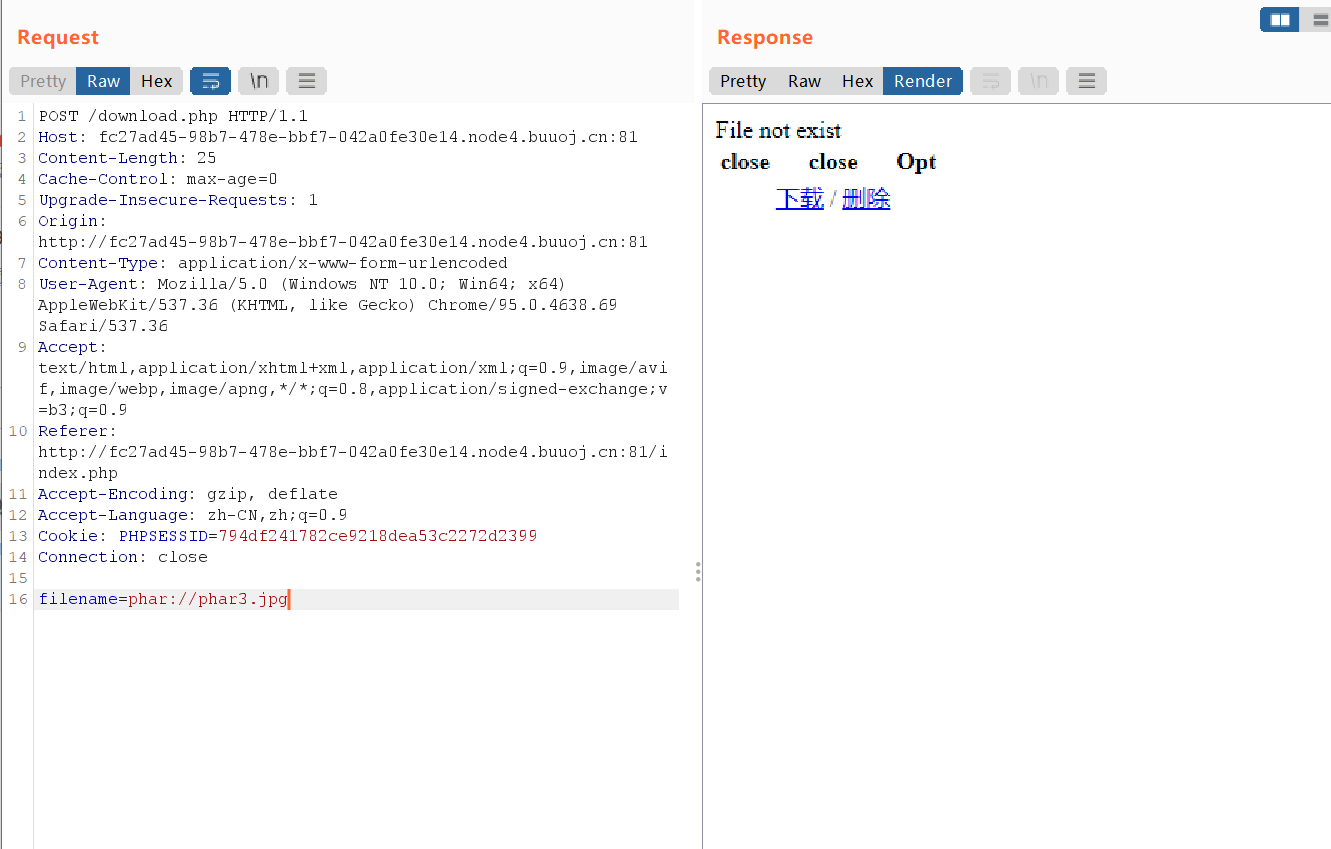 Request
Pretty Raw Hex \n
1 POST /download.php HTTP/1.1
2 Host: fc27ad45-98b7-478e-bbf7-042a0fe30e14.node4.buuoj.cn:81
3 Content-Length: 25
4 Cache-Control: max-age=0
5 Upgrade-Insecure-Requests: 1
6 Origin:
http://fc27ad45-98b7-478e-bbf7-042a0fe30e14.node4.buuoj.cn:81
7 Content-Type: application/x-www-form-urlencoded
8 User-Agent: Mozilla/5.0 (Windows NT 10.0; Win64; x64)
AppleWebKit/537.36 (KHTML, like Gecko) Chrome/95.0.4638.69
Safari/537.36
9 Accept:
text/html,application/xhtml+xml,application/xml;q=0.9,image/avi
f,image/webp,image/apng,*/*;q=0.8,application/signed-exchange;v
=b3;q=0.9
10 Referer:
http://fc27ad45-98b7-478e-bbf7-042a0fe30e14.node4.buuoj.cn:81/i
ndex.php
11 Accept-Encoding: gzip, deflate
12 Accept-Language: zh-CN,zh;q=0.9
13 Cookie: PHPSESSID=794df241782ce9218dea53c2272d2399
14 Connection: close
15
16 filename=phar://phar3.jpg
Response
Pretty Raw Hex Render \n
File not exist
close close Opt
下载 / 删除